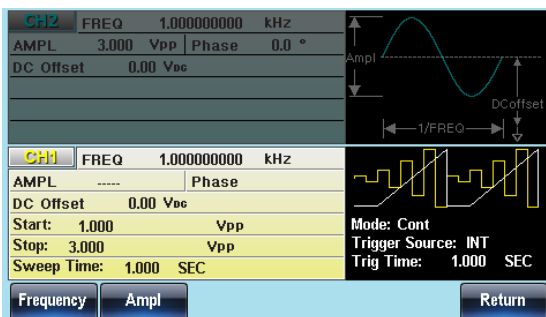 CH2 FREQ 1.000000000 kHz
AMPL 3.000 Vpp Phase 0.0 °
DC Offset 0.00 VDC
Ampl
DCoffset
1/FREQ
CH1 FREQ 1.000000000 kHz
AMPL ----- Phase
DC Offset 0.00 VDC
Start: 1.000 Vpp
Stop: 3.000 Vpp
Sweep Time: 1.000 SEC
Mode: Cont
Trigger Source: INT
Trig Time: 1.000 SEC
Frequency Ampl Return